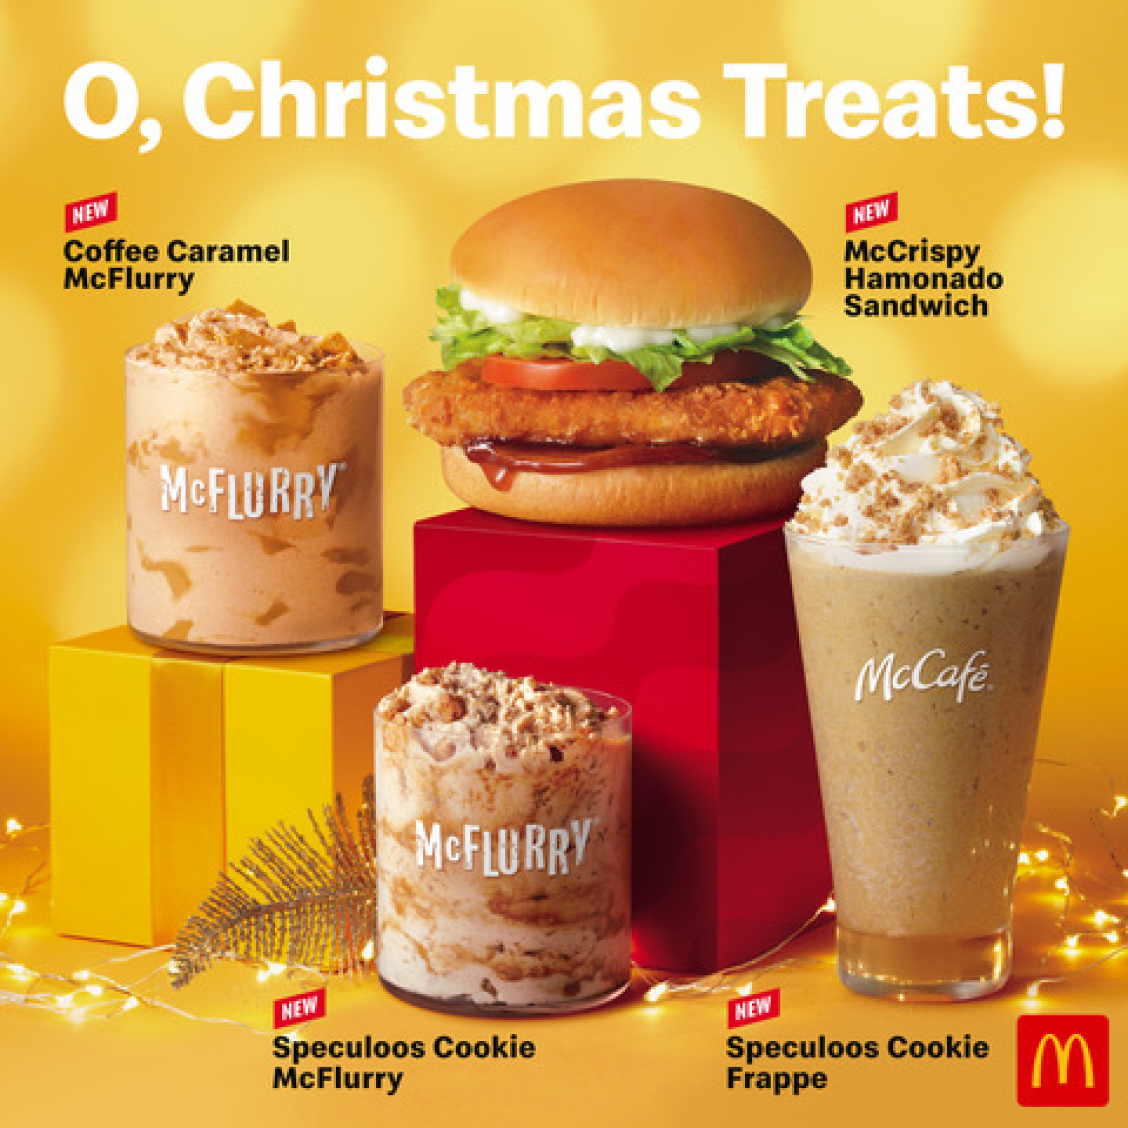 O, Christmas Treats!
NEW
Coffee Caramel
McFlurry
NEW
McCrispy
Hamonado
Sandwich
McFLURRY®
McCafé®
McFLURRY®
NEW
Speculoos Cookie
McFlurry
NEW
Speculoos Cookie
Frappe